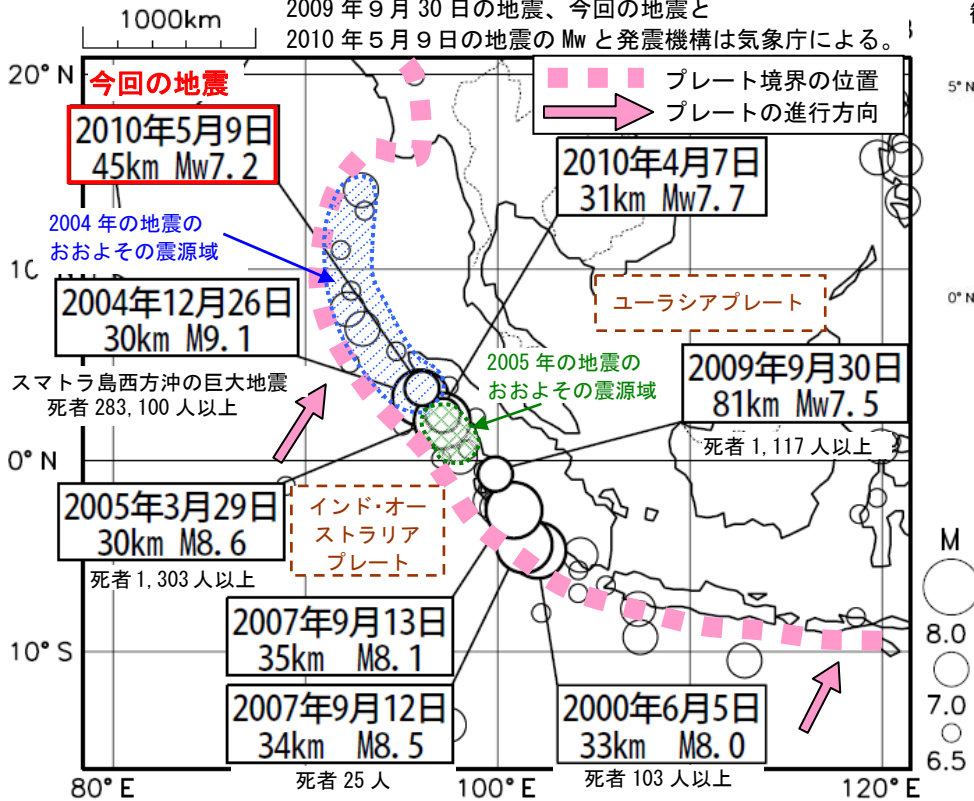 1000km
2009 年９月 30 日の地震、今回の地震と
2010 年５月９日の地震の Mw と発震機構は気象庁による。
20° N
今回の地震
プレート境界の位置
プレートの進行方向
5° N
2010年5月9日
45km Mw7.2
2010年4月7日
31km Mw7.7
2004 年の地震の
おおよその震源域
ユーラシアプレート
0° N
2004年12月26日
30km M9.1
スマトラ島西方沖の巨大地震
死者 283,100 人以上
2005 年の地震の
おおよその震源域
2009年9月30日
81km Mw7.5
死者 1,117 人以上
0° N
2005年3月29日
30km M8.6
死者 1,303 人以上
インド・オー
ストラリア
プレート
M
8.0
7.0
6.5
2007年9月13日
35km M8.1
10° S
2007年9月12日
34km M8.5
死者 25 人
2000年6月5日
33km M8.0
死者 103 人以上
80° E
100° E
120° E